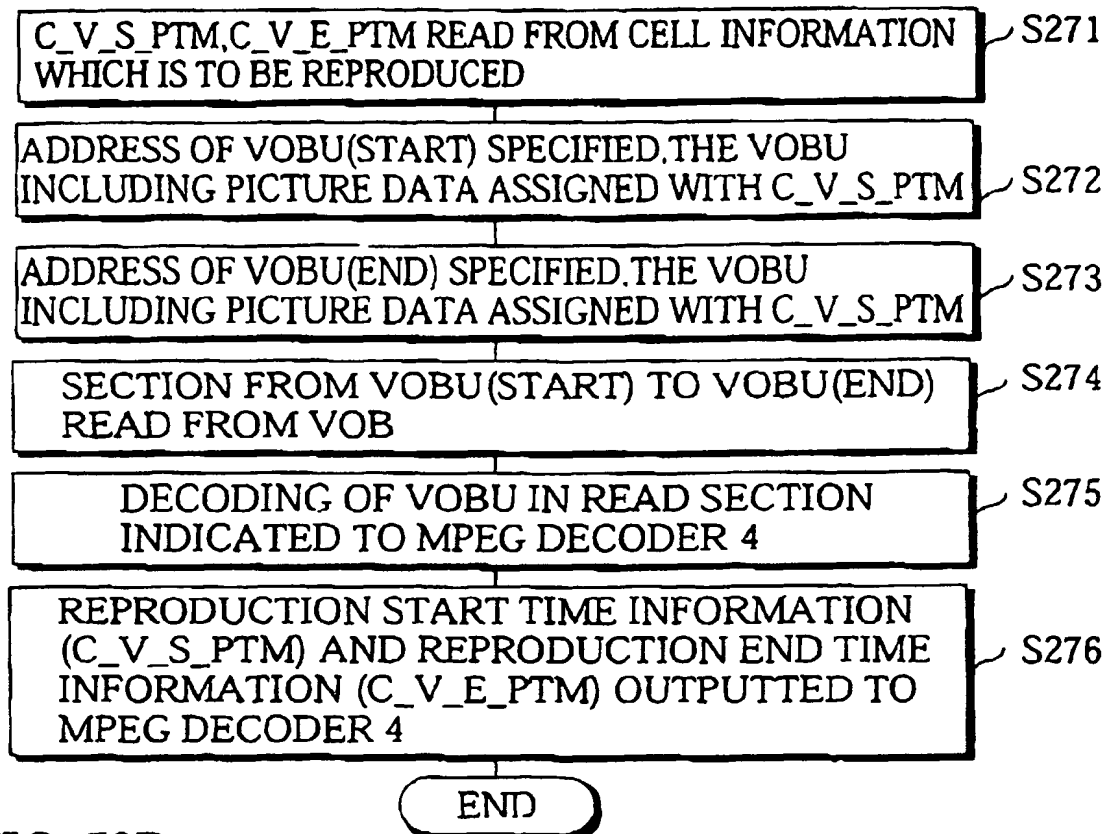 C_V_S_PTM,C_V_E_PTM READ FROM CELL INFORMATION
WHICH IS TO BE REPRODUCED
S271
ADDRESS OF VOBU(START) SPECIFIED.THE VOBU
INCLUDING PICTURE DATA ASSIGNED WITH C_V_S_PTM
S272
ADDRESS OF VOBU(END) SPECIFIED.THE VOBU
INCLUDING PICTURE DATA ASSIGNED WITH C_V_S_PTM
S273
SECTION FROM VOBU(START) TO VOBU(END)
READ FROM VOB
S274
DECODING OF VOBU IN READ SECTION
INDICATED TO MPEG DECODER 4
S275
REPRODUCTION START TIME INFORMATION
(C_V_S_PTM) AND REPRODUCTION END TIME
INFORMATION (C_V_E_PTM) OUTPUTTED TO
MPEG DECODER 4
S276
END